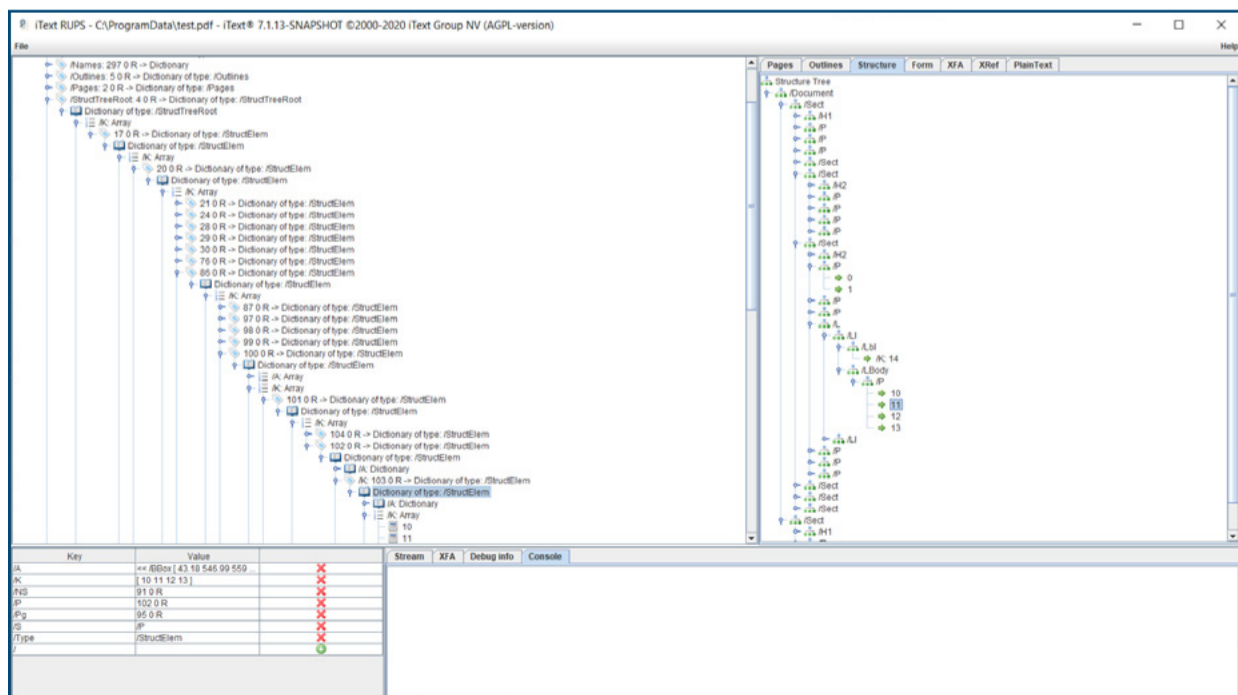 iText RUPS - C:\ProgramData\test.pdf - iText® 7.1.13-SNAPSHOT ©2000-2020 iText Group NV (AGPL-version)
File
Help
/Names: 297 0 R -> Dictionary
/Outlines: 5 0 R -> Dictionary of type: /Outlines
/Pages: 2 0 R -> Dictionary of type: /Pages
/StructTreeRoot: 4 0 R -> Dictionary of type: /StructTreeRoot
Dictionary of type: /StructTreeRoot
/K: Array
17 0 R -> Dictionary of type: /StructElem
Dictionary of type: /StructElem
/K: Array
20 0 R -> Dictionary of type: /StructElem
Dictionary of type: /StructElem
/K: Array
21 0 R -> Dictionary of type: /StructElem
24 0 R -> Dictionary of type: /StructElem
28 0 R -> Dictionary of type: /StructElem
29 0 R -> Dictionary of type: /StructElem
30 0 R -> Dictionary of type: /StructElem
76 0 R -> Dictionary of type: /StructElem
86 0 R -> Dictionary of type: /StructElem
Dictionary of type: /StructElem
/K: Array
87 0 R -> Dictionary of type: /StructElem
97 0 R -> Dictionary of type: /StructElem
98 0 R -> Dictionary of type: /StructElem
99 0 R -> Dictionary of type: /StructElem
100 0 R -> Dictionary of type: /StructElem
Dictionary of type: /StructElem
/A: Array
/K: Array
101 0 R -> Dictionary of type: /StructElem
Dictionary of type: /StructElem
/K: Array
104 0 R -> Dictionary of type: /StructElem
102 0 R -> Dictionary of type: /StructElem
Dictionary of type: /StructElem
/A: Dictionary
/K: 103 0 R -> Dictionary of type: /StructElem
Dictionary of type: /StructElem
/A: Dictionary
/K: Array
10
11
Pages Outlines Structure Form XFA XRef PlainText
Structure Tree
/Document
/Sect
/H1
/P
/P
/P
/Sect
/Sect
/H2
/P
/P
/P
/P
/Sect
/H2
/P
0
1
/P
/P
/L
/LI
/Lbl
/K: 14
/LBody
/P
10
11
12
13
/LI
/P
/P
/P
/Sect
/Sect
/Sect
/Sect
/H1
Key Value
/A << /BBox [ 43.18 546.99 559 ...
/K [ 10 11 12 13 ]
/NS 91 0 R
/P 102 0 R
/Pg 95 0 R
/S /P
/Type /StructElem
/
Stream XFA Debug info Console